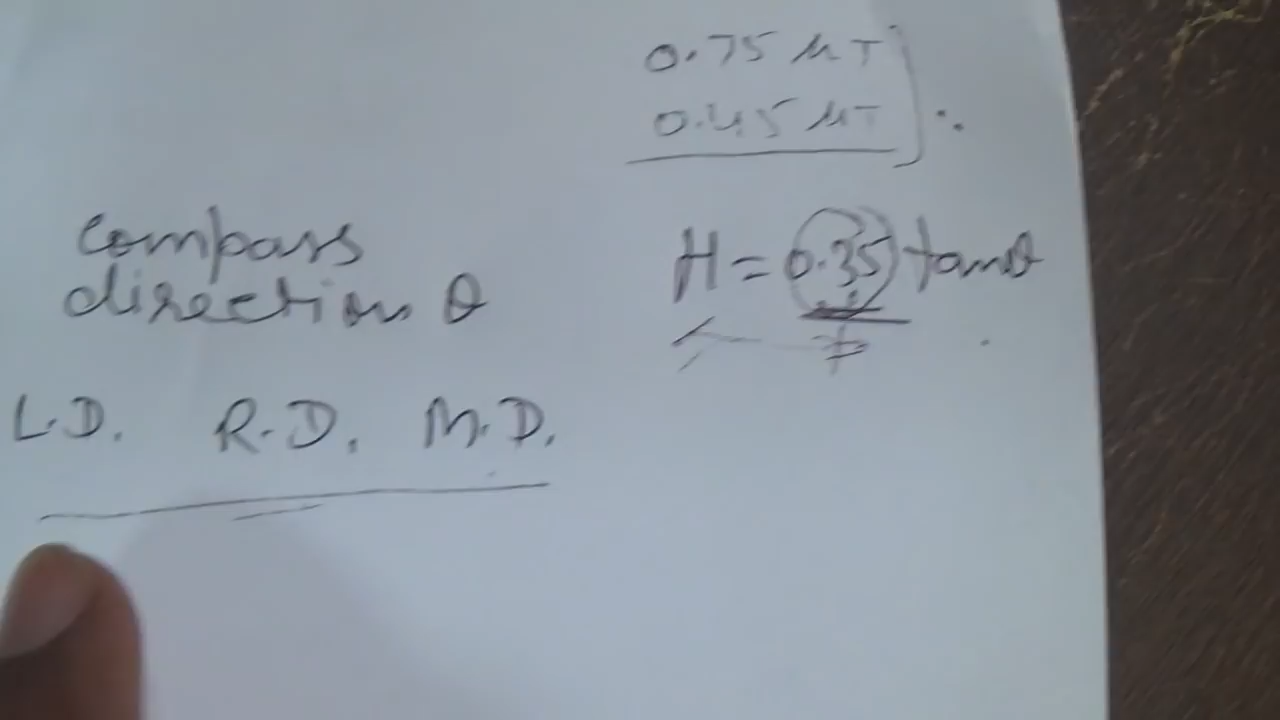 0.75 μT
0.45 μT
Compass
direction θ
H = 0.35 tanθ
L.D. R.D. M.D.